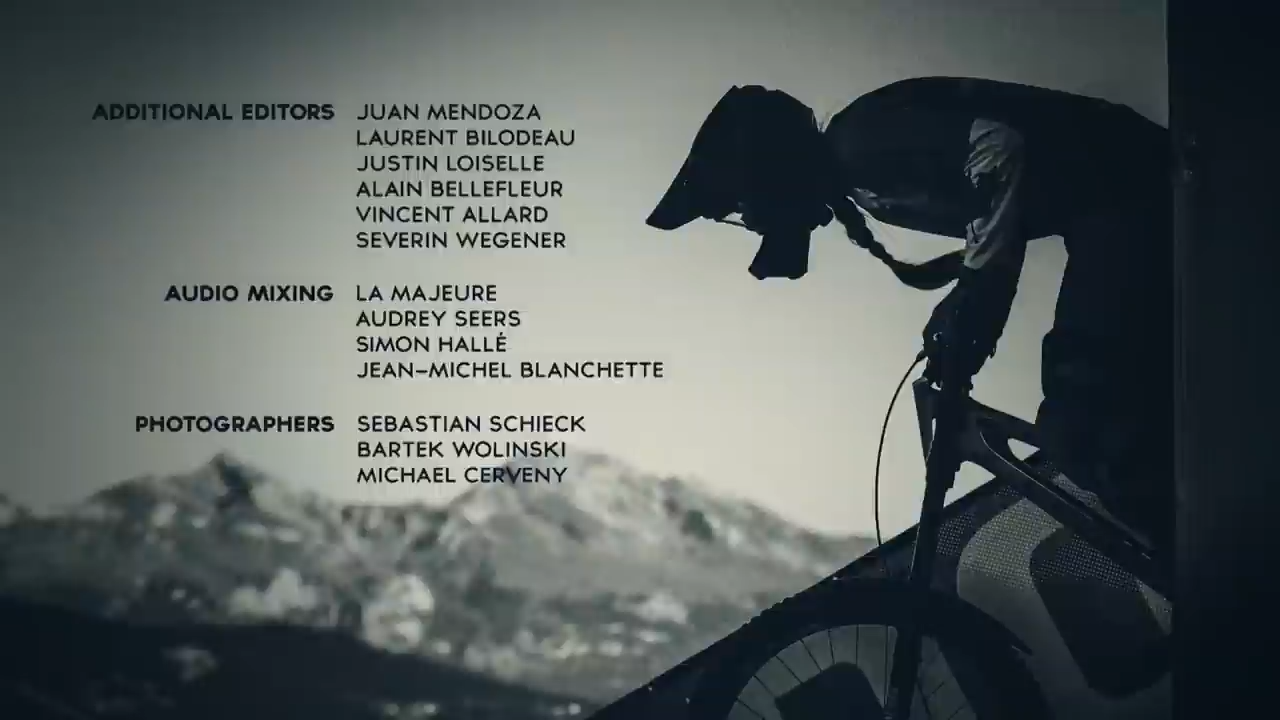 ADDITIONAL EDITORS JUAN MENDOZA
LAURENT BILODEAU
JUSTIN LOISELLE
ALAIN BELLEFLEUR
VINCENT ALLARD
SEVERIN WEGENER
AUDIO MIXING LA MAJEURE
AUDREY SEERS
SIMON HALLÉ
JEAN-MICHEL BLANCHETTE
PHOTOGRAPHERS SEBASTIAN SCHIECK
BARTEK WOLINSKI
MICHAEL CERVENY